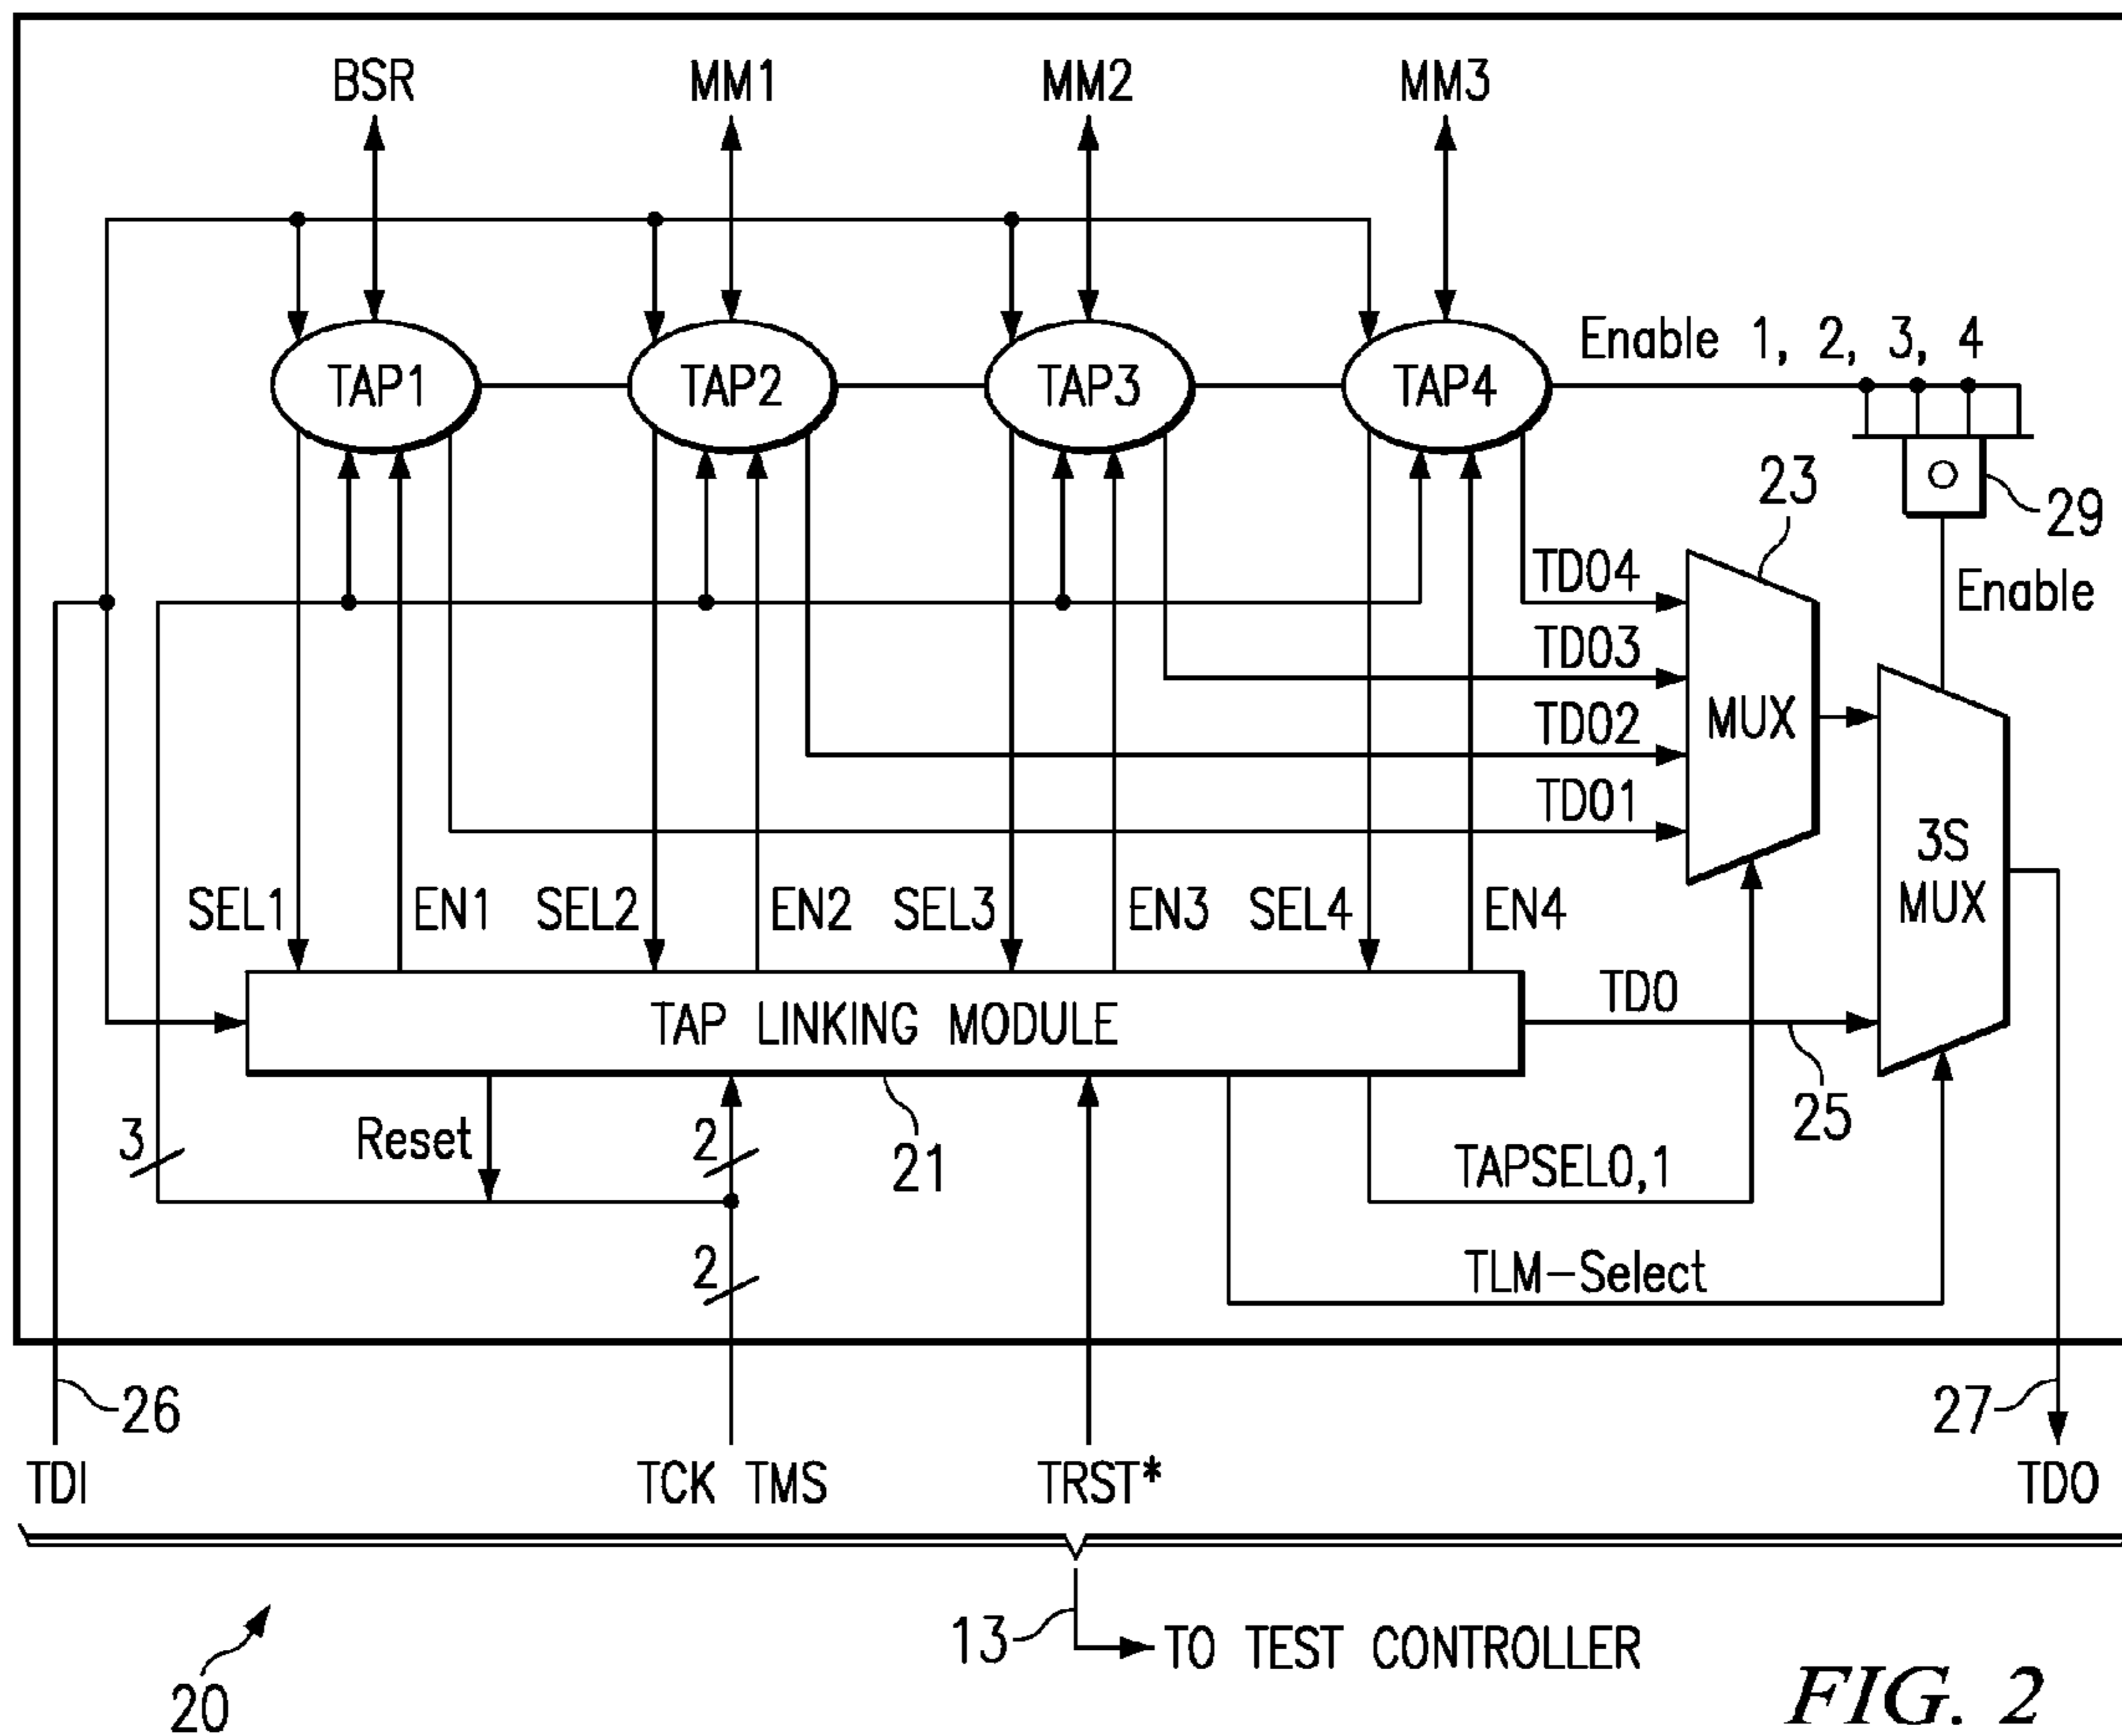 BSR MM1 MM2 MM3
TAP1 TAP2 TAP3 TAP4
Enable 1, 2, 3, 4
23
29
Enable
TDO4
TDO3
TDO2
TDO1
MUX
3S
MUX
SEL1 EN1 SEL2 EN2 SEL3 EN3 SEL4 EN4
TAP LINKING MODULE
TDO
25
3
Reset
2
21
TAPSEL0,1
2
TLM-Select
26
27
TDI TCK TMS TRST* TDO
13
TO TEST CONTROLLER
20
FIG. 2